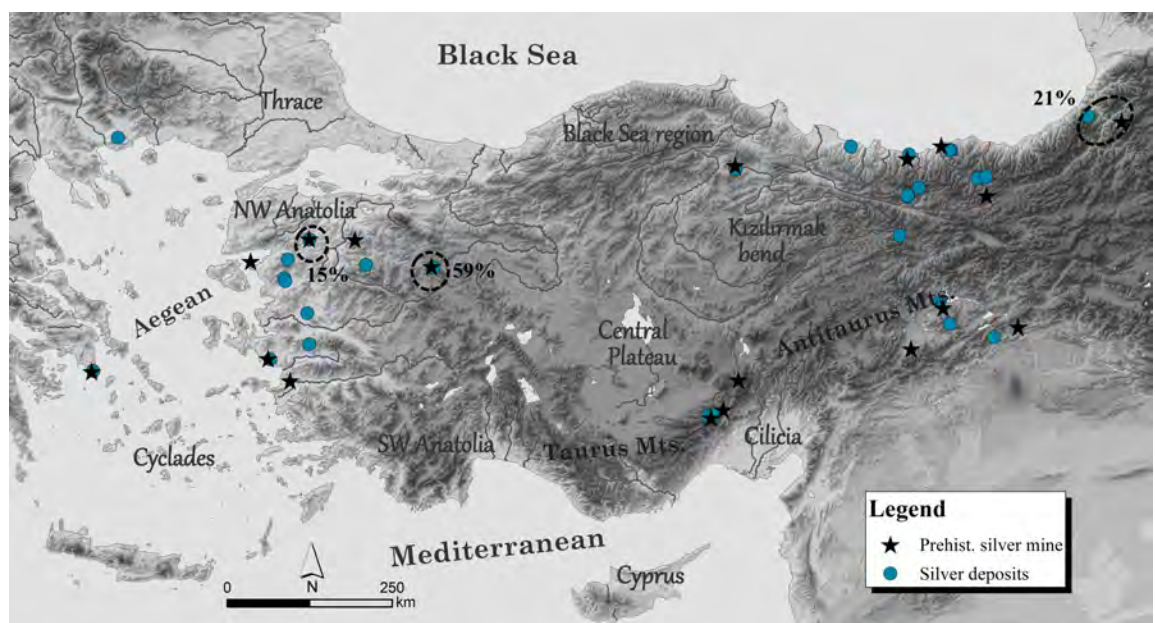 Black Sea
Thrace
21%
Black Sea region
NW Anatolia
Kızılırmak
bend
15%
59%
Aegean
Antitaurus Mts.
Central
Plateau
SW Anatolia
Taurus Mts.
Cilicia
Cyclades
Mediterranean
Cyprus
0
N
250
km
Legend
Prehist. silver mine
Silver deposits